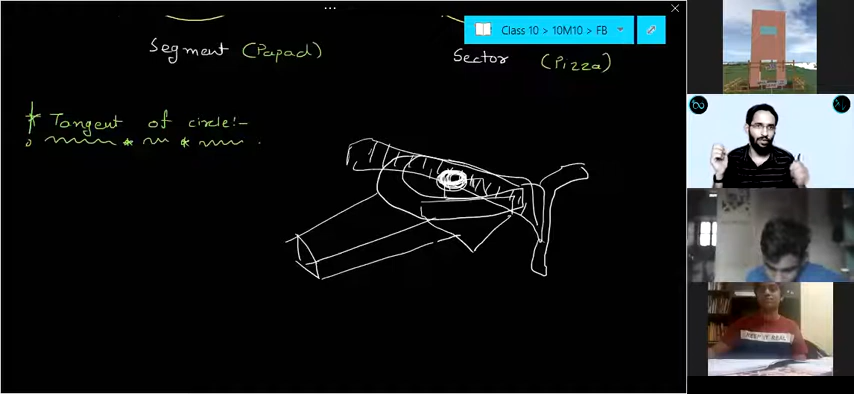 Class 10 > 10M10 > FB
Segment (Papad)
Sector (Pizza)
* Tangent of circle:-